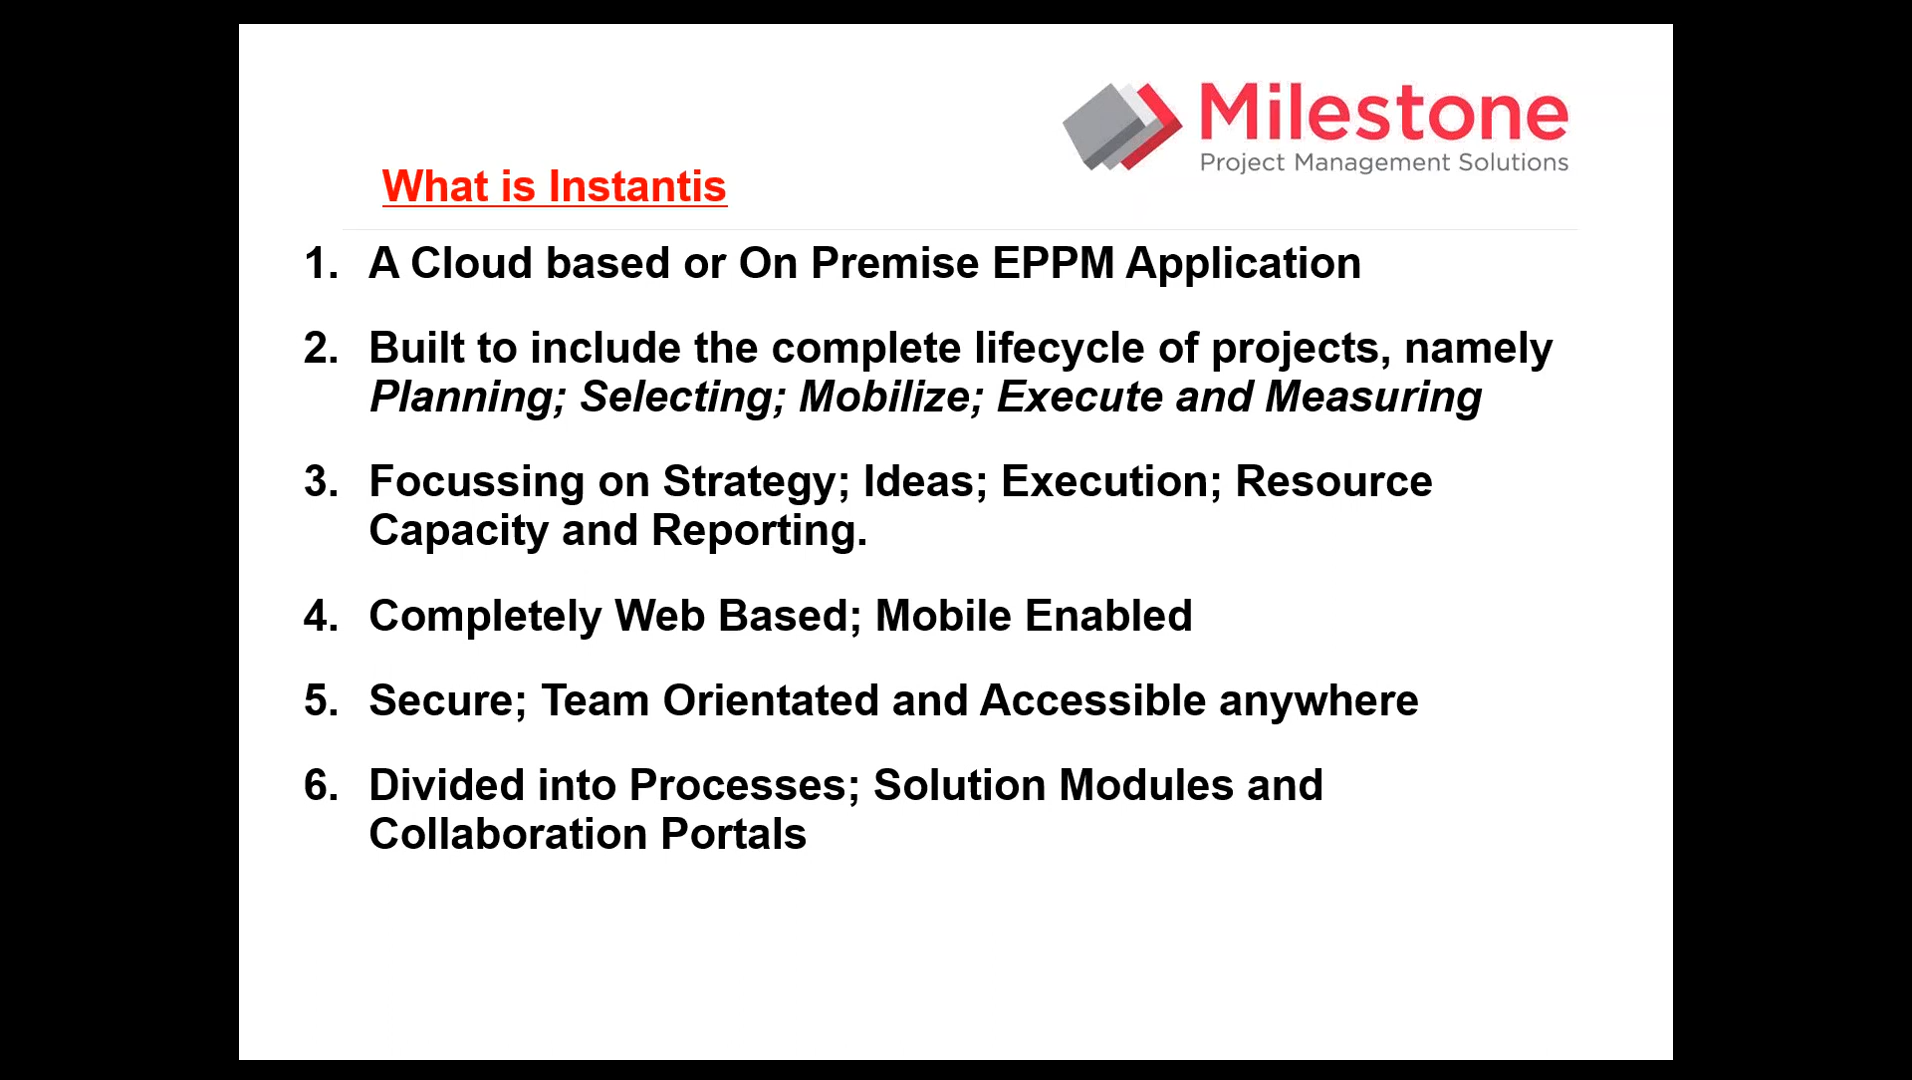 Milestone
Project Management Solutions
What is Instantis
1. A Cloud based or On Premise EPPM Application
2. Built to include the complete lifecycle of projects, namely
Planning; Selecting; Mobilize; Execute and Measuring
3. Focussing on Strategy; Ideas; Execution; Resource
Capacity and Reporting.
4. Completely Web Based; Mobile Enabled
5. Secure; Team Orientated and Accessible anywhere
6. Divided into Processes; Solution Modules and
Collaboration Portals